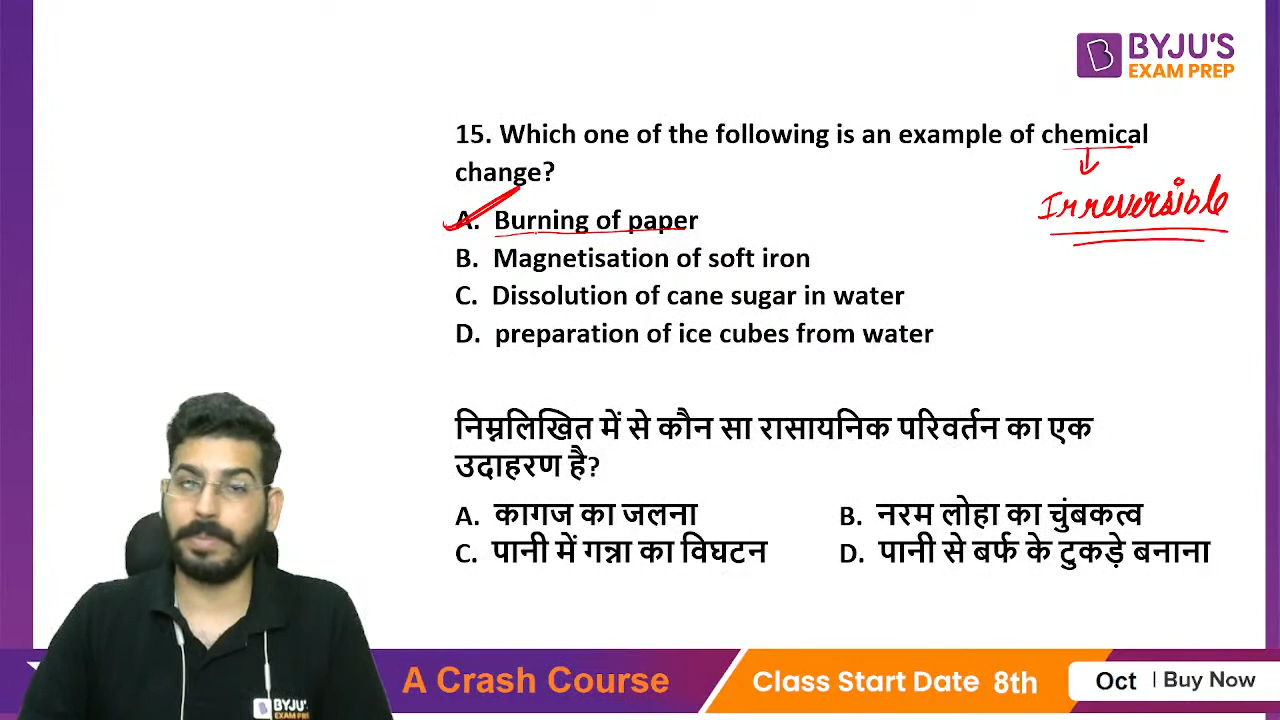 BYJU'S
EXAM PREP
15. Which one of the following is an example of chemical
change?
Irreversible
A. Burning of paper
B. Magnetisation of soft iron
C. Dissolution of cane sugar in water
D. preparation of ice cubes from water
निम्नलिखित में से कौन सा रासायनिक परिवर्तन का एक
उदाहरण है?
A. कागज का जलना B. नरम लोहा का चुंबकत्व
C. पानी में गन्ना का विघटन D. पानी से बर्फ के टुकड़े बनाना
BYJU'S
EXAM PREP
A Crash Course Class Start Date 8th Oct | Buy Now